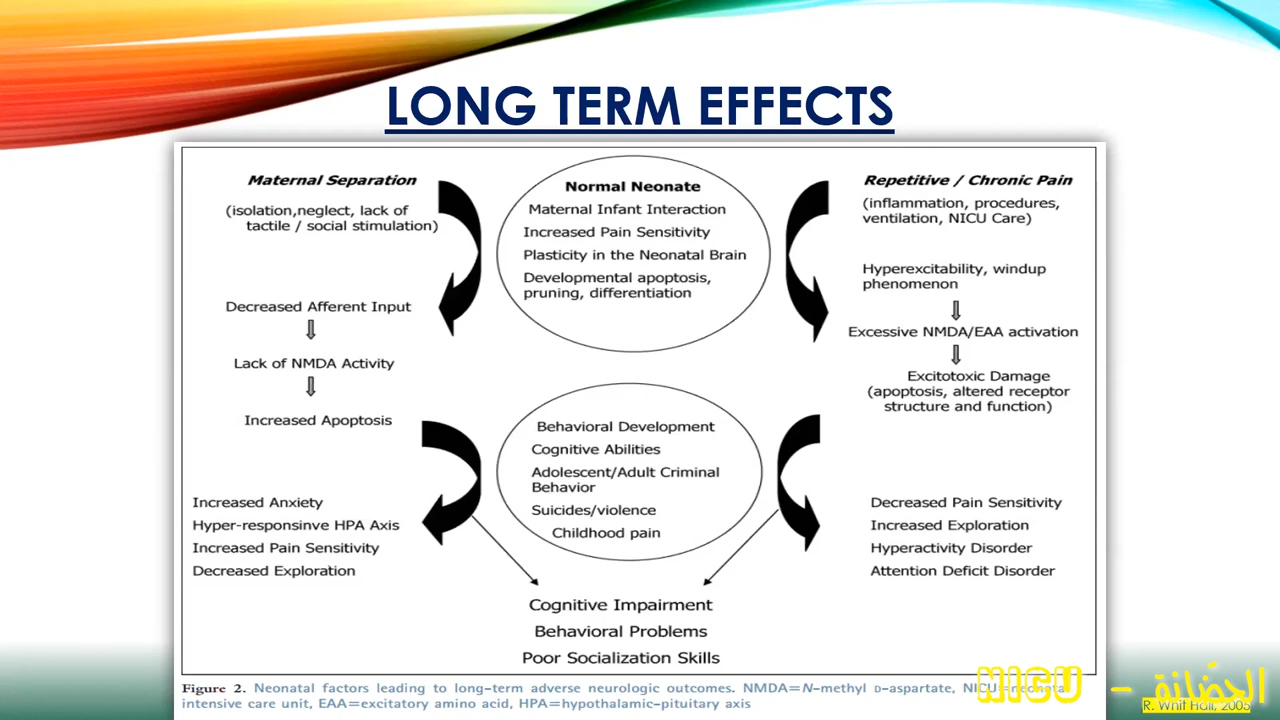 LONG TERM EFFECTS
Maternal Separation
(isolation,neglect, lack of
tactile / social stimulation)
Decreased Afferent Input
Lack of NMDA Activity
Increased Apoptosis
Increased Anxiety
Hyper-responsinve HPA Axis
Increased Pain Sensitivity
Decreased Exploration
Normal Neonate
Maternal Infant Interaction
Increased Pain Sensitivity
Plasticity in the Neonatal Brain
Developmental apoptosis,
pruning, differentiation
Behavioral Development
Cognitive Abilities
Adolescent/Adult Criminal
Behavior
Suicides/violence
Childhood pain
Repetitive / Chronic Pain
(inflammation, procedures,
ventilation, NICU Care)
Hyperexcitability, windup
phenomenon
Excessive NMDA/EAA activation
Excitotoxic Damage
(apoptosis, altered receptor
structure and function)
Decreased Pain Sensitivity
Increased Exploration
Hyperactivity Disorder
Attention Deficit Disorder
Cognitive Impairment
Behavioral Problems
Poor Socialization Skills
Figure 2. Neonatal factors leading to long-term adverse neurologic outcomes. NMDA=N-methyl D-aspartate, NICU=neonatal
intensive care unit, EAA=excitatory amino acid, HPA=hypothalamic-pituitary axis
NICU - الحضّانق
R. Whit Hall, 2005